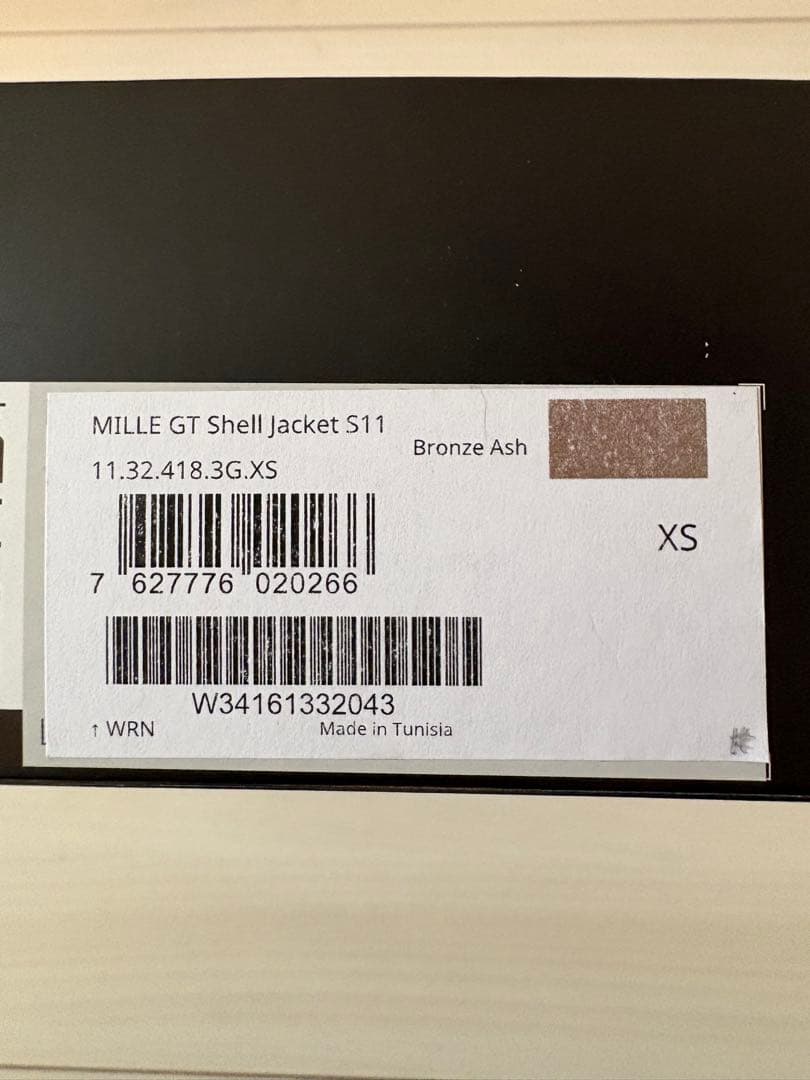 MILLE GT Shell Jacket S11
Bronze Ash
11.32.418.3G.XS
XS
7 627776 020266
W34161332043
↑ WRN
Made in Tunisia